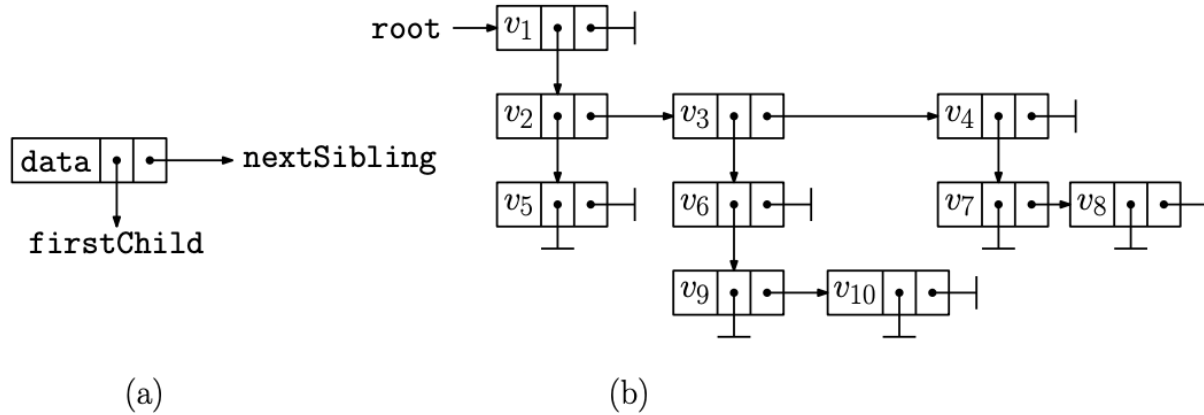 root v1
v2 v3 v4
data nextSibling
v5 v6 v7 v8
firstChild
v9 v10
(a) (b)